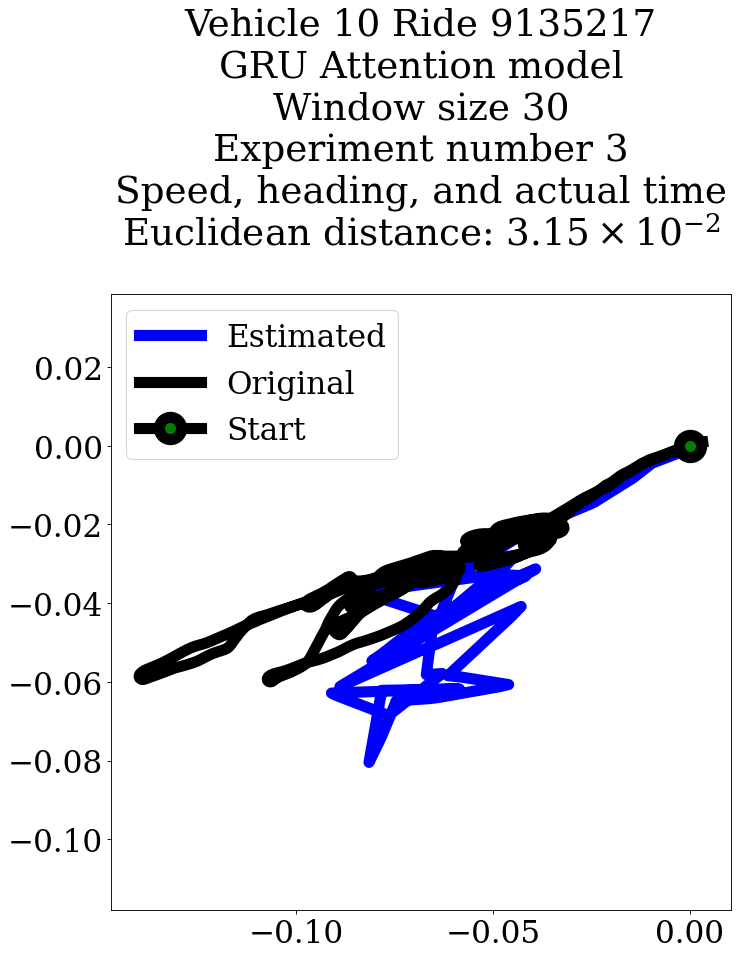 Vehicle 10 Ride 9135217
GRU Attention model
Window size 30
Experiment number 3
Speed, heading, and actual time
Euclidean distance: 3.15 × 10⁻²
Estimated
Original
Start
0.02
0.00
−0.02
−0.04
−0.06
−0.08
−0.10
−0.10 −0.05 0.00